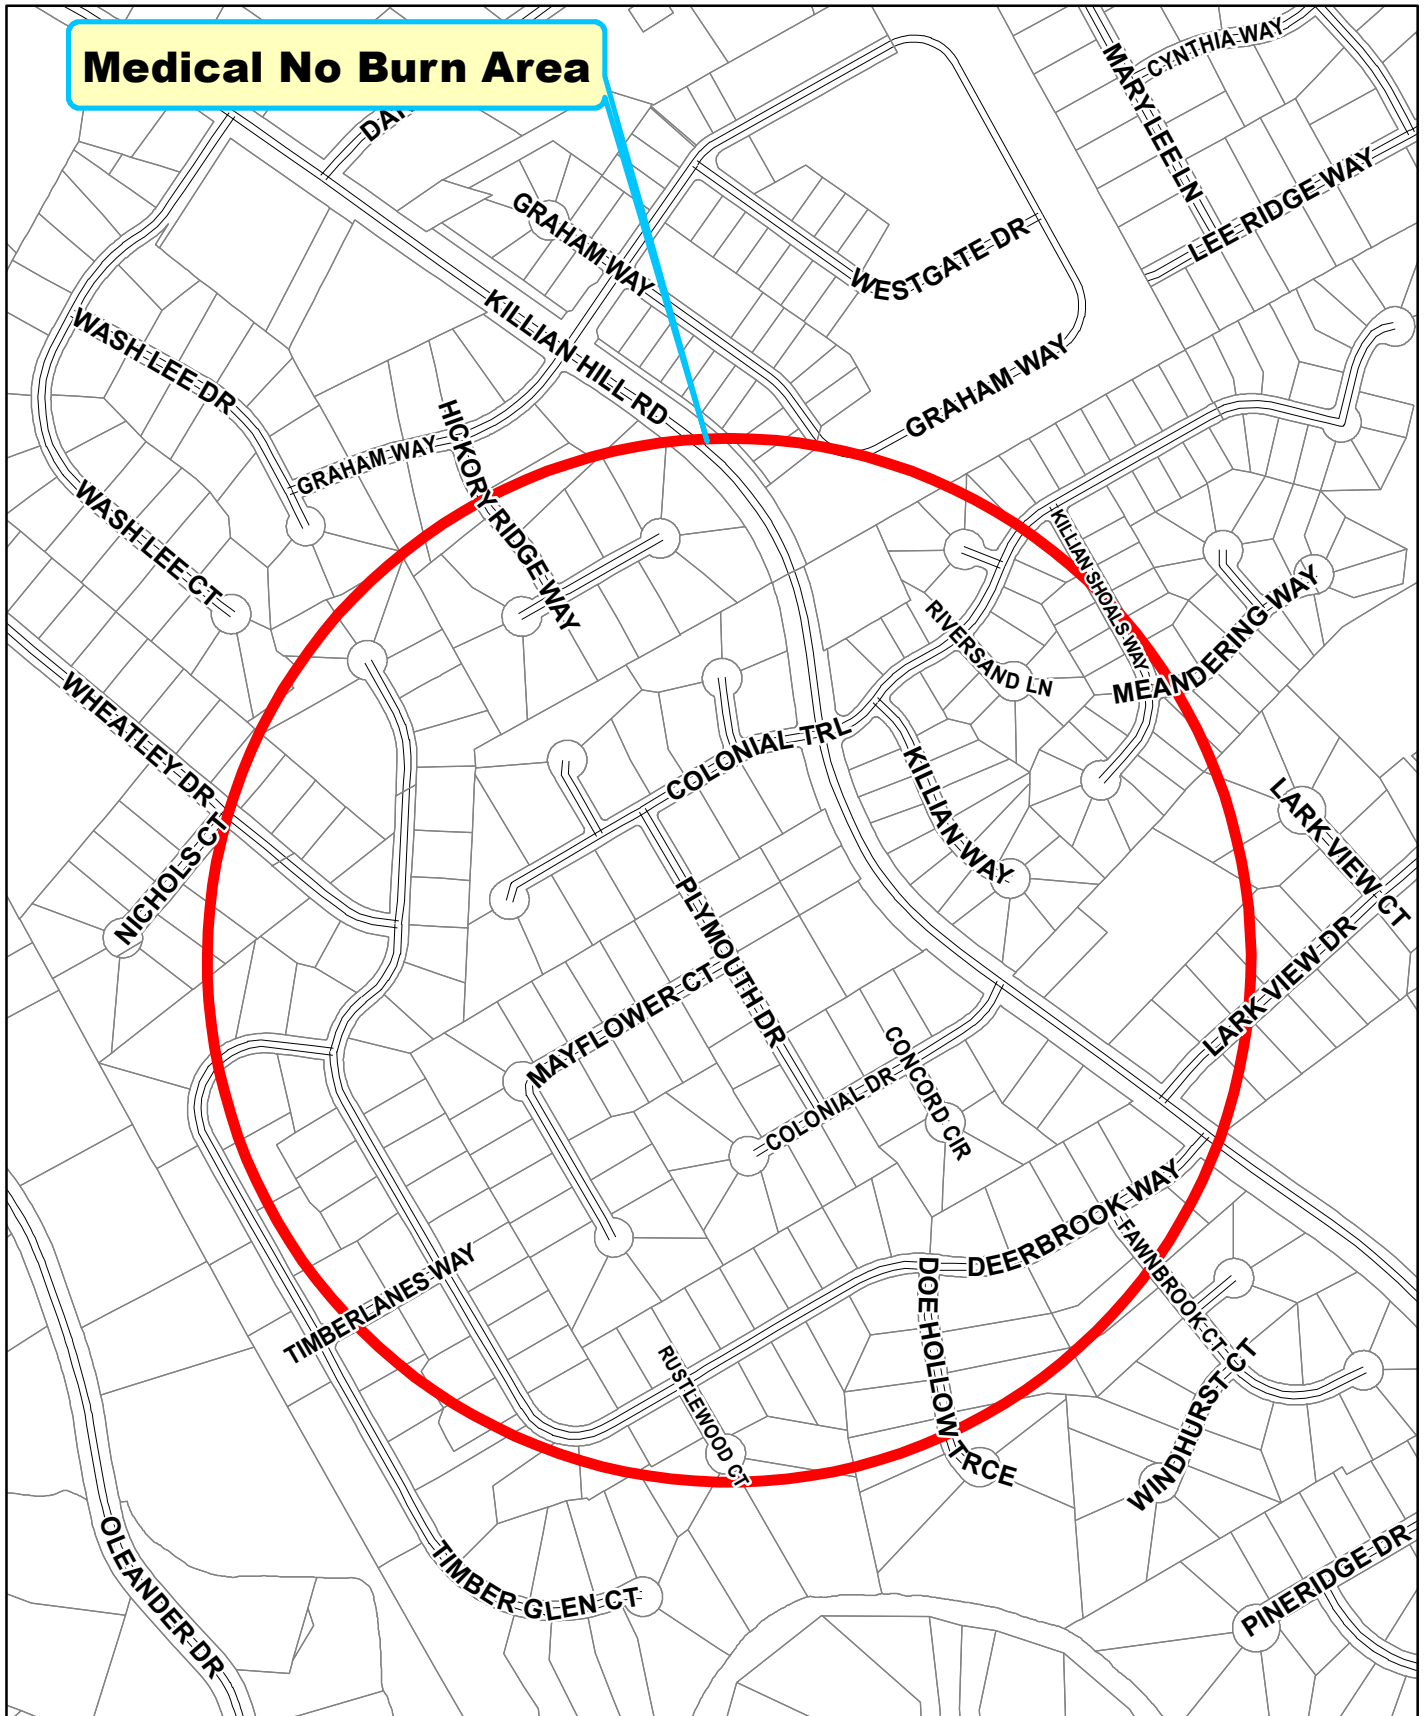 Medical No Burn Area
CYNTHIA WAY
MARY LEE LN
LEE RIDGE WAY
GRAHAM WAY
WESTGATE DR
KILLIAN HILL RD
WASH LEE DR
GRAHAM WAY
HICKORY RIDGE WAY
GRAHAM WAY
WASH LEE CT
KILLIAN SHOALS WAY
MEANDERING WAY
RIVERSAND LN
WHEATLEY DR
COLONIAL TRL
KILLIAN WAY
LARK VIEW CT
NICHOLS CT
PLYMOUTH DR
LARK VIEW DR
MAYFLOWER CT
CONCORD CIR
COLONIAL DR
DEERBROOK WAY
FAWNBROOK CT
TIMBERLANES WAY
DOE HOLLOW TRCE
RUSTLEWOOD CT
WINDHURST CT
OLEANDER DR
TIMBER GLEN CT
PINERIDGE DR